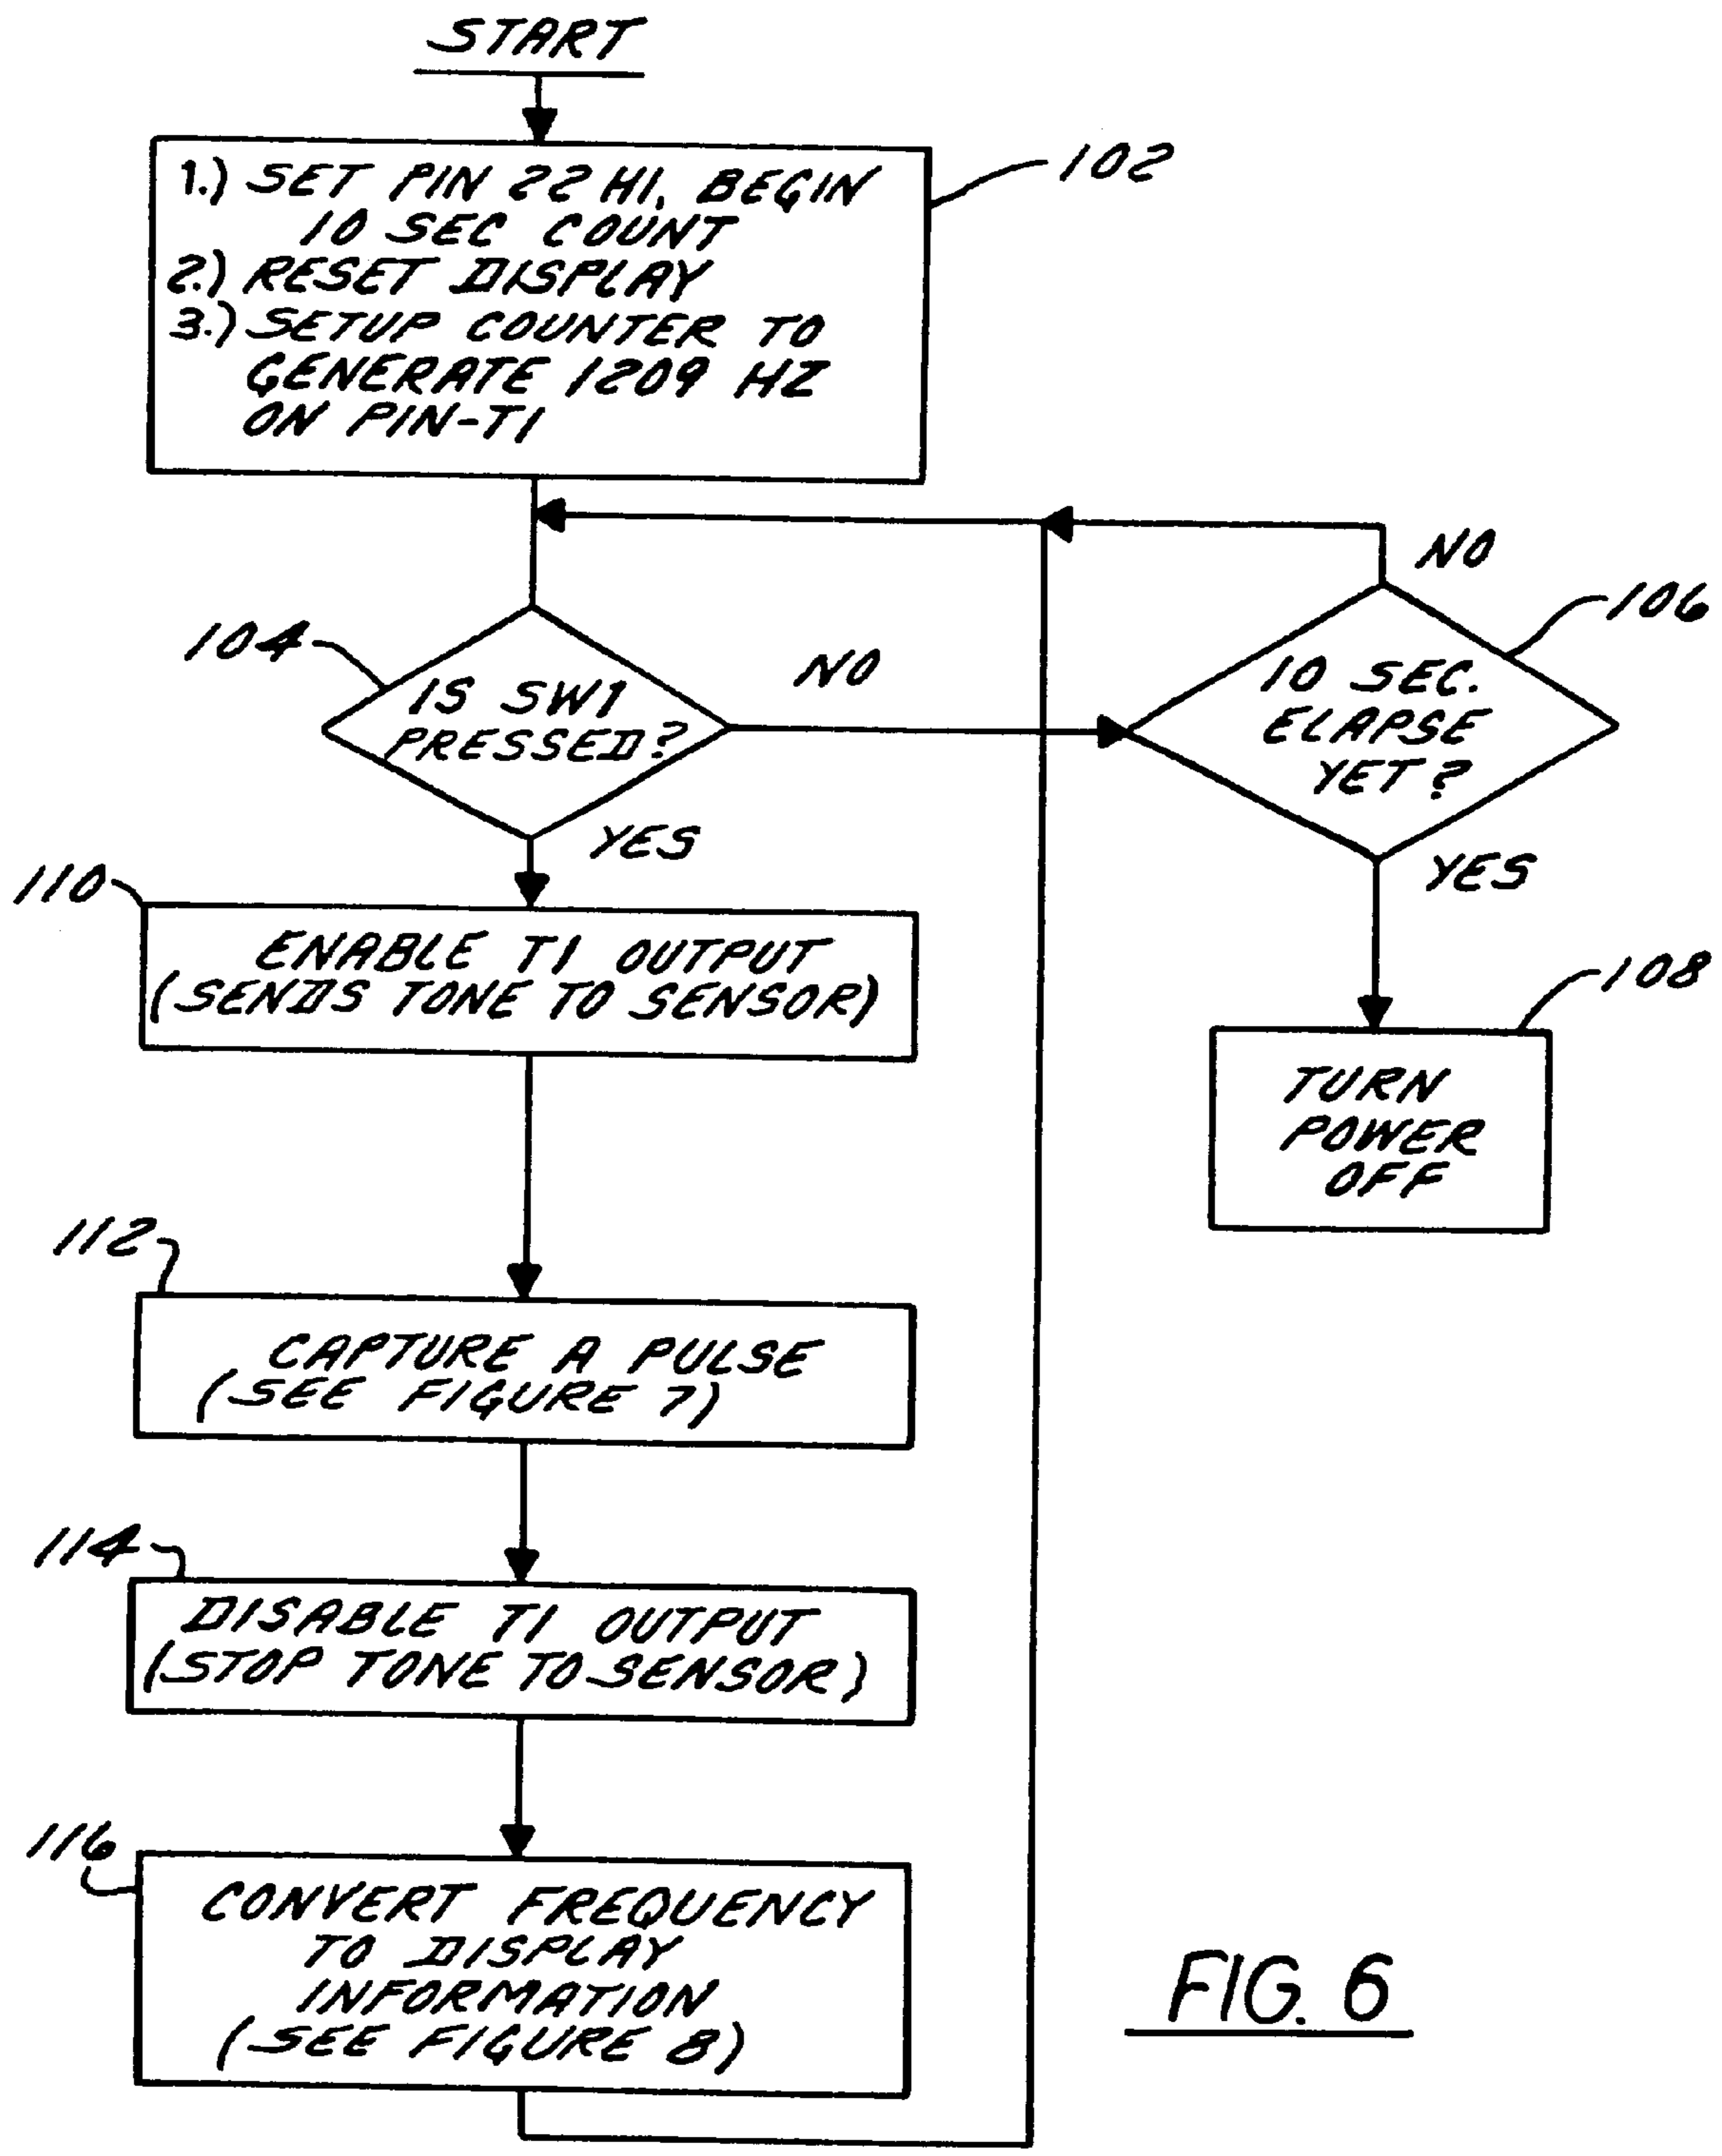 START
102
1.) SET PIN 22 HI, BEGIN
10 SEC COUNT
2.) RESET DISPLAY
3.) SETUP COUNTER TO
GENERATE 1209 HZ
ON PIN-T1
NO
106
104
IS SW1
PRESSED?
NO
10 SEC.
ELAPSE
YET?
YES
YES
110
ENABLE T1 OUTPUT
(SENDS TONE TO SENSOR)
108
TURN
POWER
OFF
112
CAPTURE A PULSE
(SEE FIGURE 7)
114
DISABLE T1 OUTPUT
(STOP TONE TO SENSOR)
116
CONVERT FREQUENCY
TO DISPLAY
INFORMATION
(SEE FIGURE 8)
FIG. 6